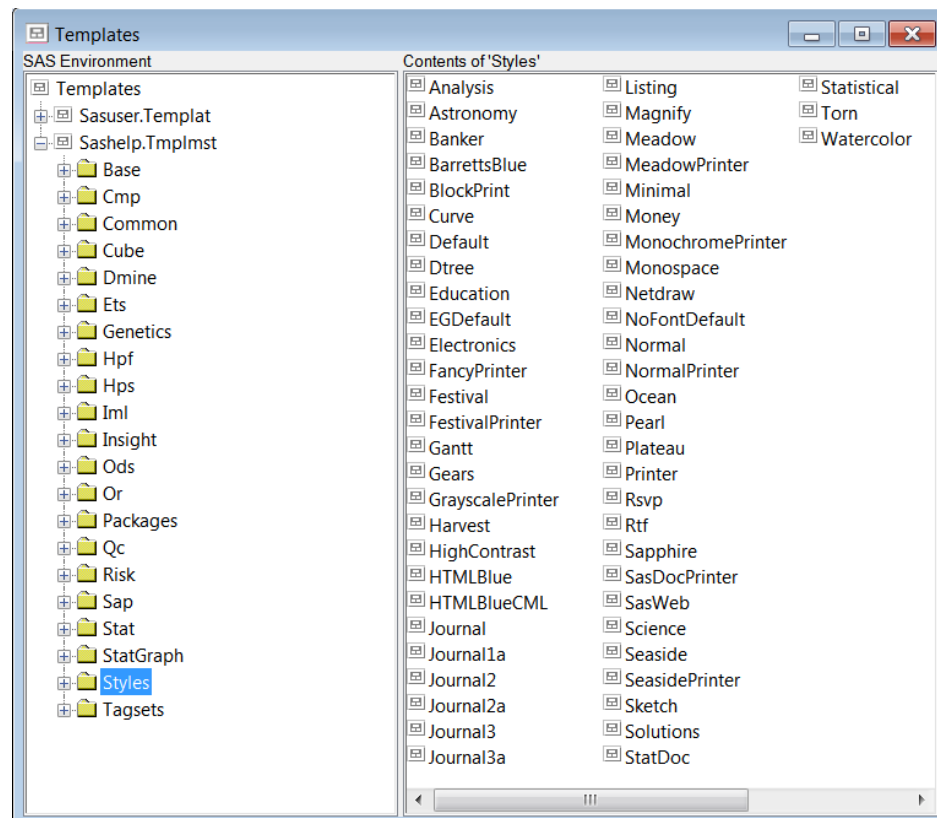 Templates
SAS Environment
Contents of 'Styles'
Templates
Sasuser.Templat
Sashelp.Tmplmst
Base
Cmp
Common
Cube
Dmine
Ets
Genetics
Hpf
Hps
Iml
Insight
Ods
Or
Packages
Qc
Risk
Sap
Stat
StatGraph
Styles
Tagsets
Analysis
Astronomy
Banker
BarrettsBlue
BlockPrint
Curve
Default
Dtree
Education
EGDefault
Electronics
FancyPrinter
Festival
FestivalPrinter
Gantt
Gears
GrayscalePrinter
Harvest
HighContrast
HTMLBlue
HTMLBlueCML
Journal
Journal1a
Journal2
Journal2a
Journal3
Journal3a
Listing
Magnify
Meadow
MeadowPrinter
Minimal
Money
MonochromePrinter
Monospace
Netdraw
NoFontDefault
Normal
NormalPrinter
Ocean
Pearl
Plateau
Printer
Rsvp
Rtf
Sapphire
SasDocPrinter
SasWeb
Science
Seaside
SeasidePrinter
Sketch
Solutions
StatDoc
Statistical
Torn
Watercolor